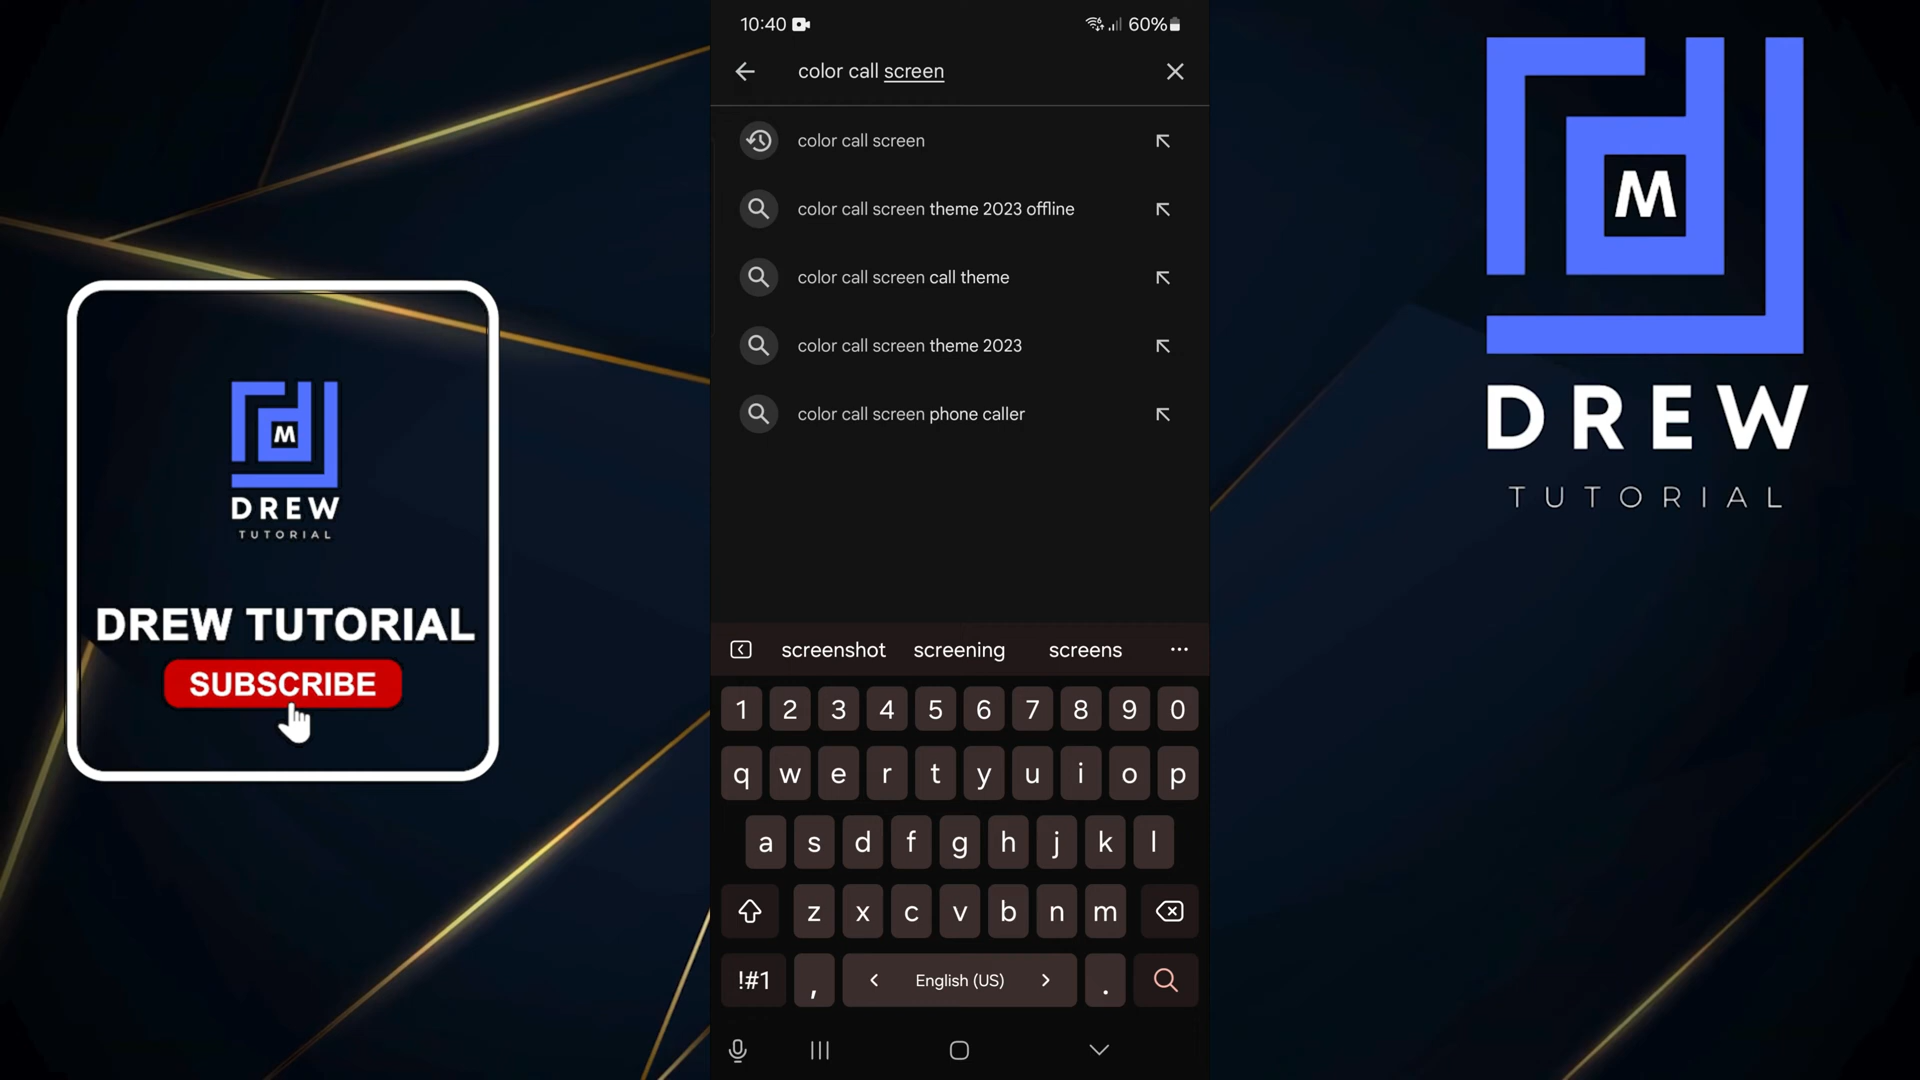 10:40
60%
color call screen
color call screen
color call screen theme 2023 offline
color call screen call theme
color call screen theme 2023
color call screen phone caller
screenshot screening screens
1 2 3 4 5 6 7 8 9 0
q w e r t y u i o p
a s d f g h j k l
z x c v b n m
!#1 , < English (US) > .
M
DREW
TUTORIAL
DREW TUTORIAL
SUBSCRIBE
M
DREW
TUTORIAL